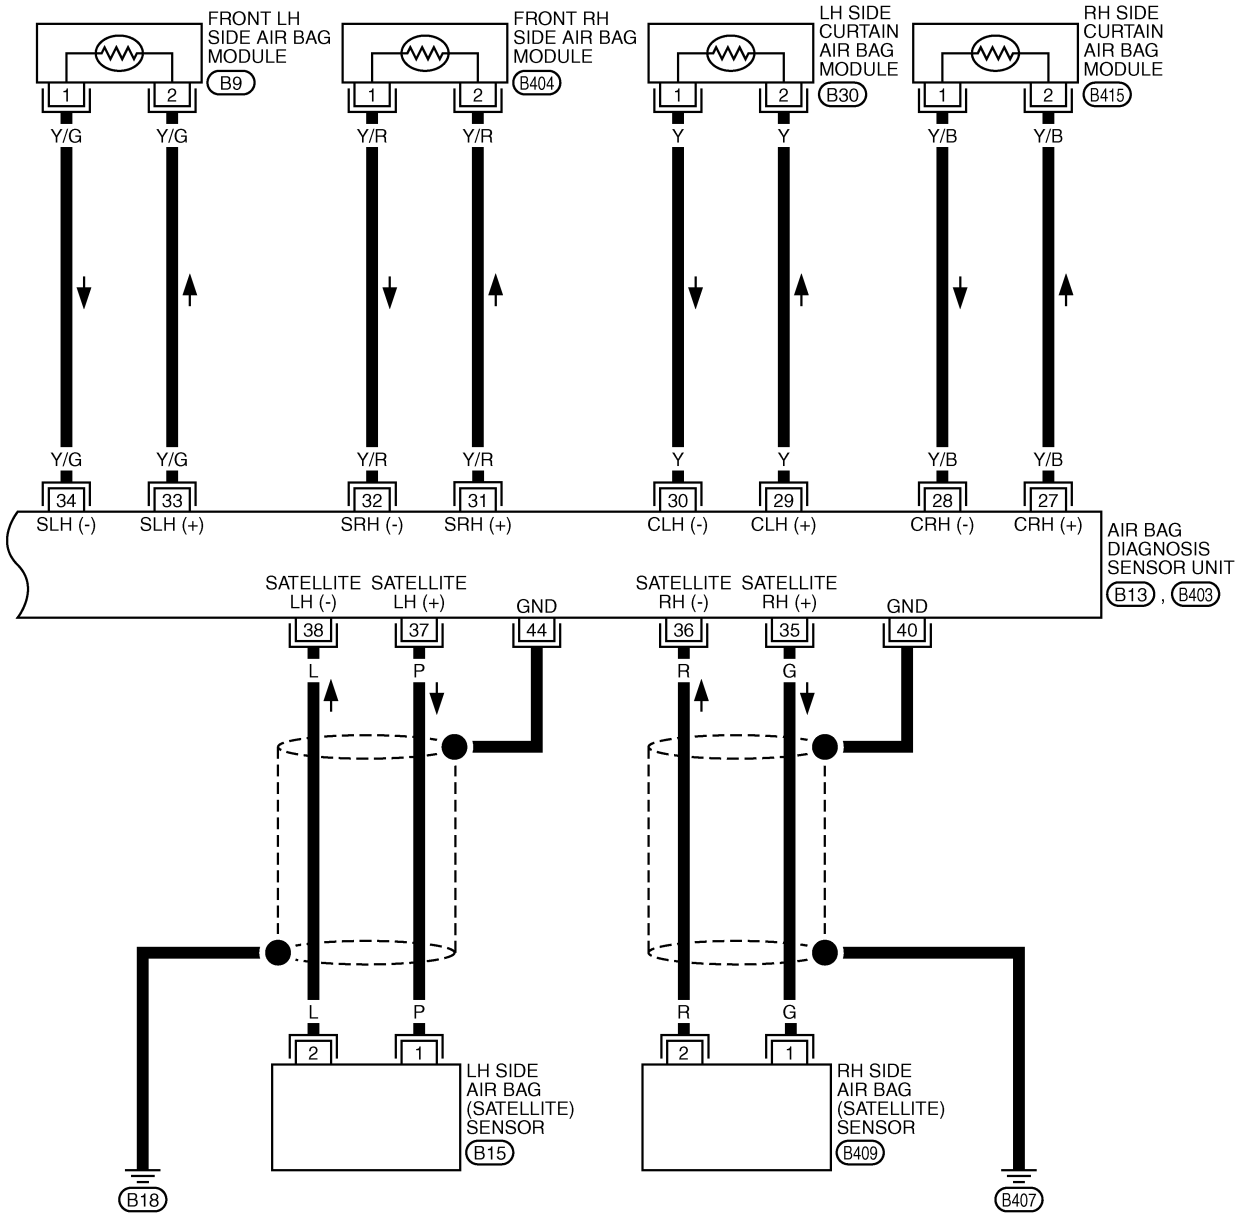 FRONT LH
SIDE AIR BAG
MODULE
B9
FRONT RH
SIDE AIR BAG
MODULE
B404
LH SIDE
CURTAIN
AIR BAG
MODULE
B30
RH SIDE
CURTAIN
AIR BAG
MODULE
B415
1 2 1 2 1 2 1 2
Y/G Y/G Y/R Y/R Y Y Y/B Y/B
Y/G Y/G Y/R Y/R Y Y Y/B Y/B
34 33 32 31 30 29 28 27
SLH (-) SLH (+) SRH (-) SRH (+) CLH (-) CLH (+) CRH (-) CRH (+)
AIR BAG
DIAGNOSIS
SENSOR UNIT
B13 , B403
SATELLITE
LH (-)
SATELLITE
LH (+)
GND
SATELLITE
RH (-)
SATELLITE
RH (+)
GND
38 37 44 36 35 40
L P R G
L P R G
2 1 2 1
LH SIDE
AIR BAG
(SATELLITE)
SENSOR
B15
RH SIDE
AIR BAG
(SATELLITE)
SENSOR
B409
B18
B407